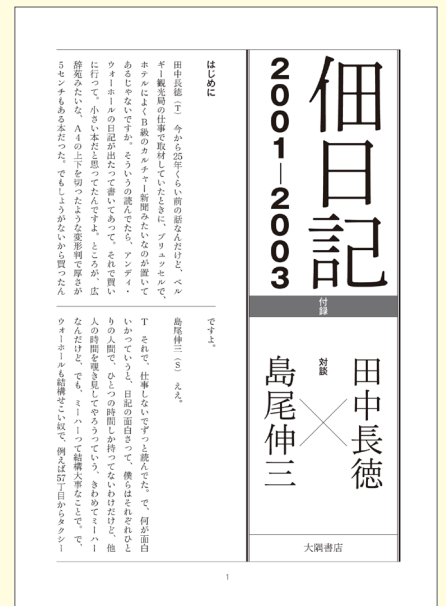 佃日記
2001—2003
付録
対談
田中長徳
島尾伸三
大隅書店
はじめに
田中長徳(T) 今から25年くらい前の話なんだけど、ベル
ギー観光局の仕事で取材していたときに、ブリュッセルで、
ホテルによくB級のカルチャー新聞みたいなのが置いて
あるじゃないですか。そういうの読んでたら、アンディ・
ウォーホールの日記が出たって書いてあって。それで買い
に行って。小さい本だと思ってたんですよ。ところが、広
辞苑みたいな、A4の上下を切ったような変形判で厚さが
5センチもある本だった。でもしょうがないから買ったん
ですよ。
島尾伸三(S) ええ。
T それで、仕事しないでずっと読んでた。で、何が面白
いかっていうと、日記の面白さって、僕らはそれぞれひと
りの人間で、ひとつの時間しか持ってないわけだけど、他
人の時間を覗き見してやろうっていう、きわめてミーハー
なんだけど、でも、ミーハーって結構大事なことで。で、
ウォーホールも結構せこい奴で、例えば57丁目からタクシー
1